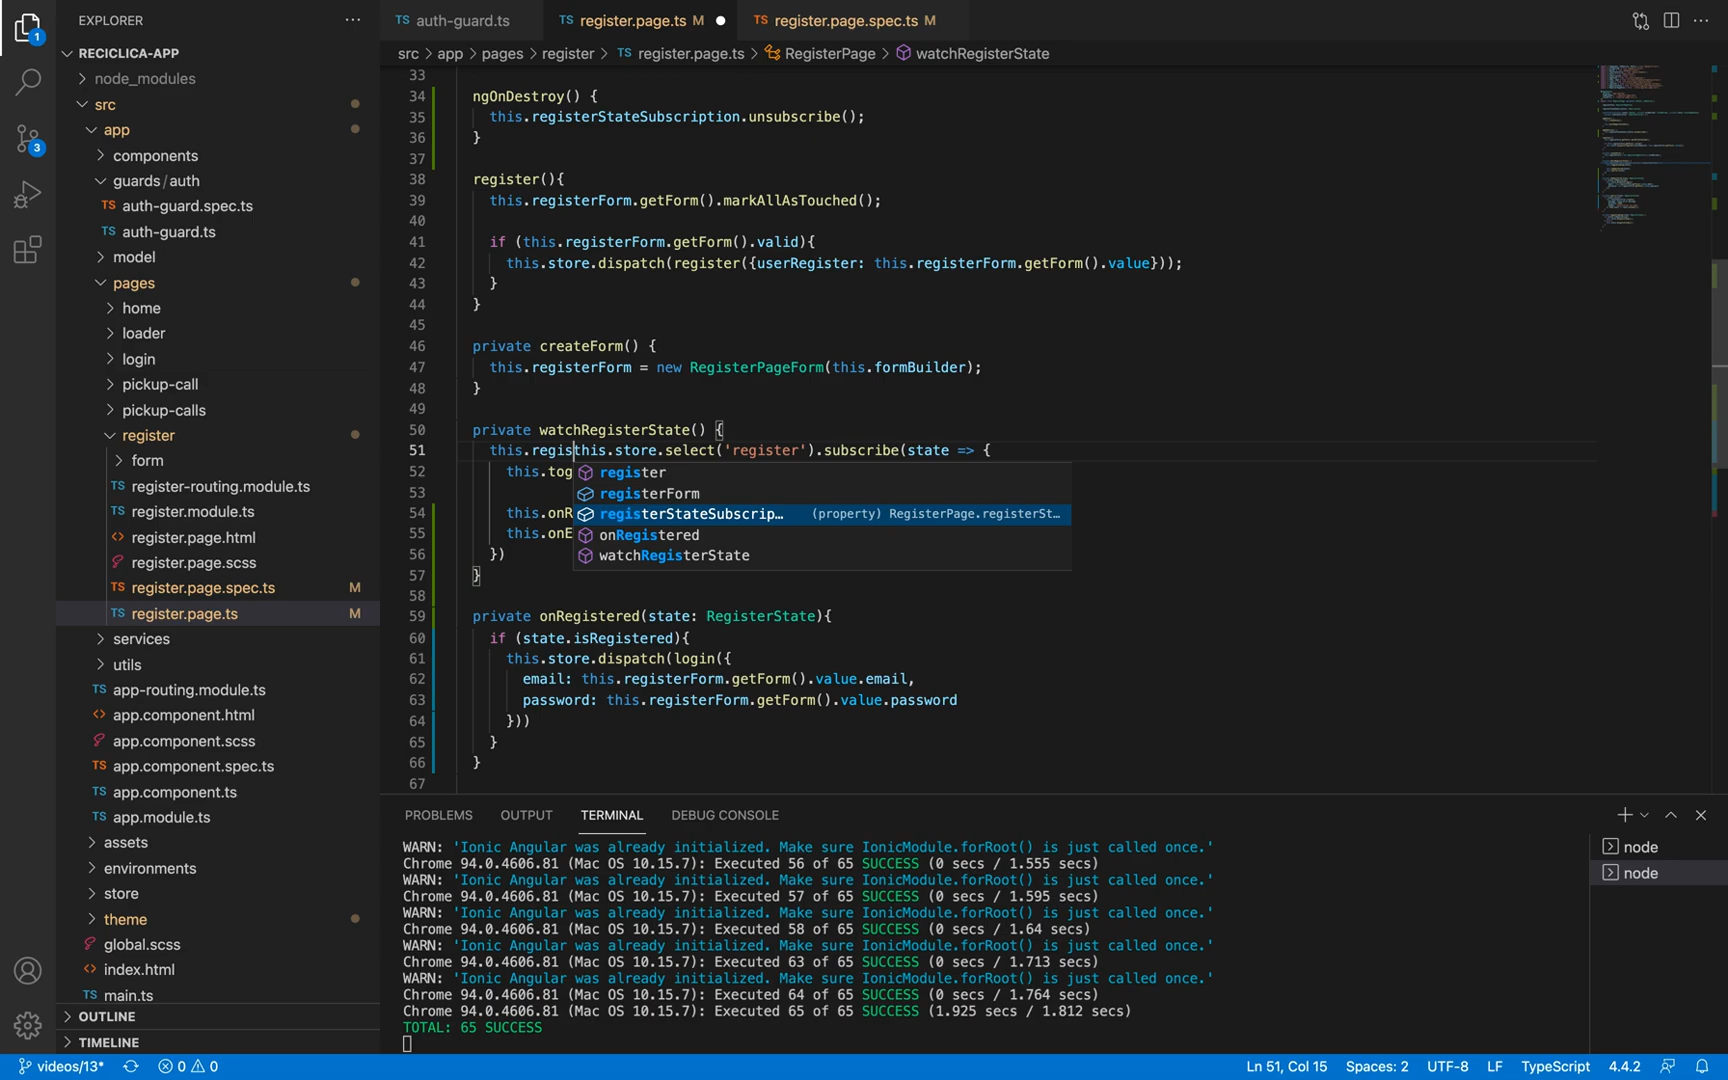 EXPLORER
RECICLICA-APP
node_modules
src
app
components
guards / auth
TS auth-guard.spec.ts
TS auth-guard.ts
model
pages
home
loader
login
pickup-call
pickup-calls
register
form
TS register-routing.module.ts
TS register.module.ts
<> register.page.html
register.page.scss
TS register.page.spec.ts M
TS register.page.ts M
services
utils
TS app-routing.module.ts
<> app.component.html
app.component.scss
TS app.component.spec.ts
TS app.component.ts
TS app.module.ts
assets
environments
store
theme
global.scss
<> index.html
TS main.ts
OUTLINE
TIMELINE
1
3
TS auth-guard.ts
TS register.page.ts M
TS register.page.spec.ts M
src > app > pages > register > TS register.page.ts > RegisterPage > watchRegisterState
33
34 ngOnDestroy() {
35 this.registerStateSubscription.unsubscribe();
36 }
37
38 register(){
39 this.registerForm.getForm().markAllAsTouched();
40
41 if (this.registerForm.getForm().valid){
42 this.store.dispatch(register({userRegister: this.registerForm.getForm().value}));
43 }
44 }
45
46 private createForm() {
47 this.registerForm = new RegisterPageForm(this.formBuilder);
48 }
49
50 private watchRegisterState() {
51 this.registhis.store.select('register').subscribe(state => {
52 this.tog
53
54 this.onR
55 this.onE
56 })
57 }
58
59 private onRegistered(state: RegisterState){
60 if (state.isRegistered){
61 this.store.dispatch(login({
62 email: this.registerForm.getForm().value.email,
63 password: this.registerForm.getForm().value.password
64 }))
65 }
66 }
67
register
registerForm
registerStateSubscrip… (property) RegisterPage.registerSt…
onRegistered
watchRegisterState
PROBLEMS OUTPUT TERMINAL DEBUG CONSOLE
WARN: 'Ionic Angular was already initialized. Make sure IonicModule.forRoot() is just called once.'
Chrome 94.0.4606.81 (Mac OS 10.15.7): Executed 56 of 65 SUCCESS (0 secs / 1.555 secs)
WARN: 'Ionic Angular was already initialized. Make sure IonicModule.forRoot() is just called once.'
Chrome 94.0.4606.81 (Mac OS 10.15.7): Executed 57 of 65 SUCCESS (0 secs / 1.595 secs)
WARN: 'Ionic Angular was already initialized. Make sure IonicModule.forRoot() is just called once.'
Chrome 94.0.4606.81 (Mac OS 10.15.7): Executed 58 of 65 SUCCESS (0 secs / 1.64 secs)
WARN: 'Ionic Angular was already initialized. Make sure IonicModule.forRoot() is just called once.'
Chrome 94.0.4606.81 (Mac OS 10.15.7): Executed 63 of 65 SUCCESS (0 secs / 1.713 secs)
WARN: 'Ionic Angular was already initialized. Make sure IonicModule.forRoot() is just called once.'
Chrome 94.0.4606.81 (Mac OS 10.15.7): Executed 64 of 65 SUCCESS (0 secs / 1.764 secs)
Chrome 94.0.4606.81 (Mac OS 10.15.7): Executed 65 of 65 SUCCESS (1.925 secs / 1.812 secs)
TOTAL: 65 SUCCESS
node
node
videos/13* 0 0
Ln 51, Col 15 Spaces: 2 UTF-8 LF TypeScript 4.4.2